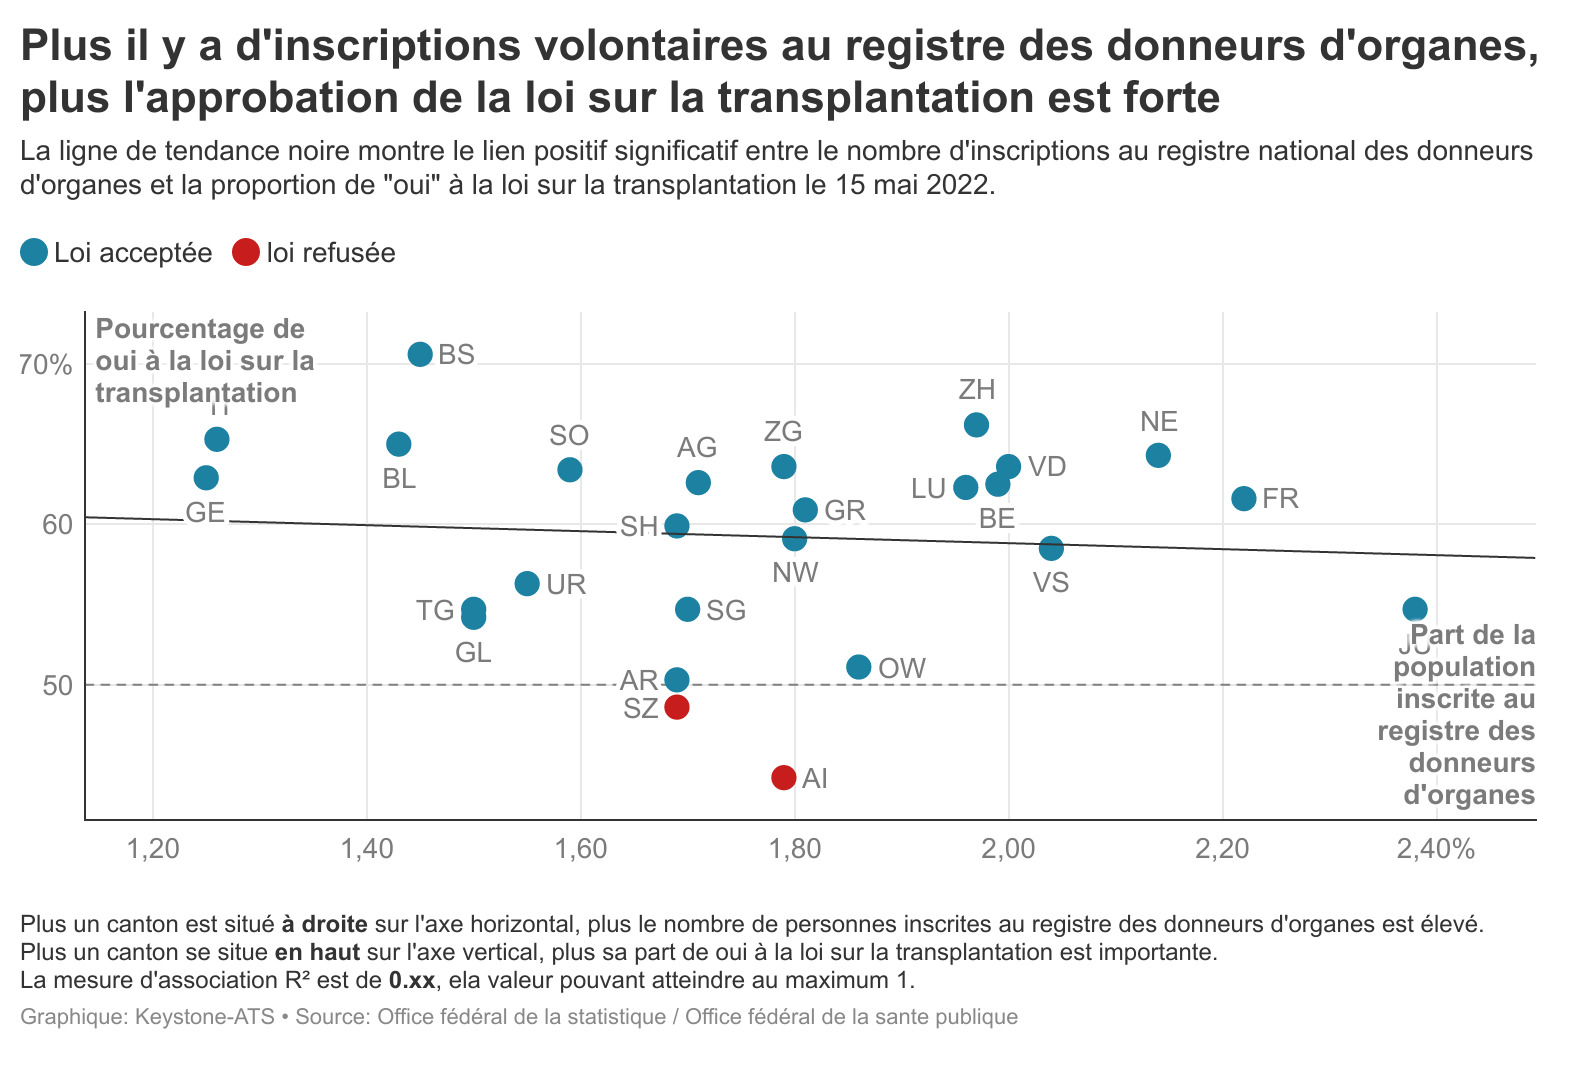 Plus il y a d'inscriptions volontaires au registre des donneurs d'organes,
plus l'approbation de la loi sur la transplantation est forte
La ligne de tendance noire montre le lien positif significatif entre le nombre d'inscriptions au registre national des donneurs
d'organes et la proportion de "oui" à la loi sur la transplantation le 15 mai 2022.
Loi acceptée
loi refusée
Pourcentage de
oui à la loi sur la
transplantation
70%
60
50
BS
BL
GE
SO
AG
ZG
ZH
NE
VD
LU
BE
FR
GR
SH
NW
VS
UR
TG
GL
SG
OW
AR
SZ
AI
JU
Part de la
population
inscrite au
registre des
donneurs
d'organes
1,20
1,40
1,60
1,80
2,00
2,20
2,40%
Plus un canton est situé à droite sur l'axe horizontal, plus le nombre de personnes inscrites au registre des donneurs d'organes est élevé.
Plus un canton se situe en haut sur l'axe vertical, plus sa part de oui à la loi sur la transplantation est importante.
La mesure d'association R² est de 0.xx, ela valeur pouvant atteindre au maximum 1.
Graphique: Keystone-ATS • Source: Office fédéral de la statistique / Office fédéral de la sante publique